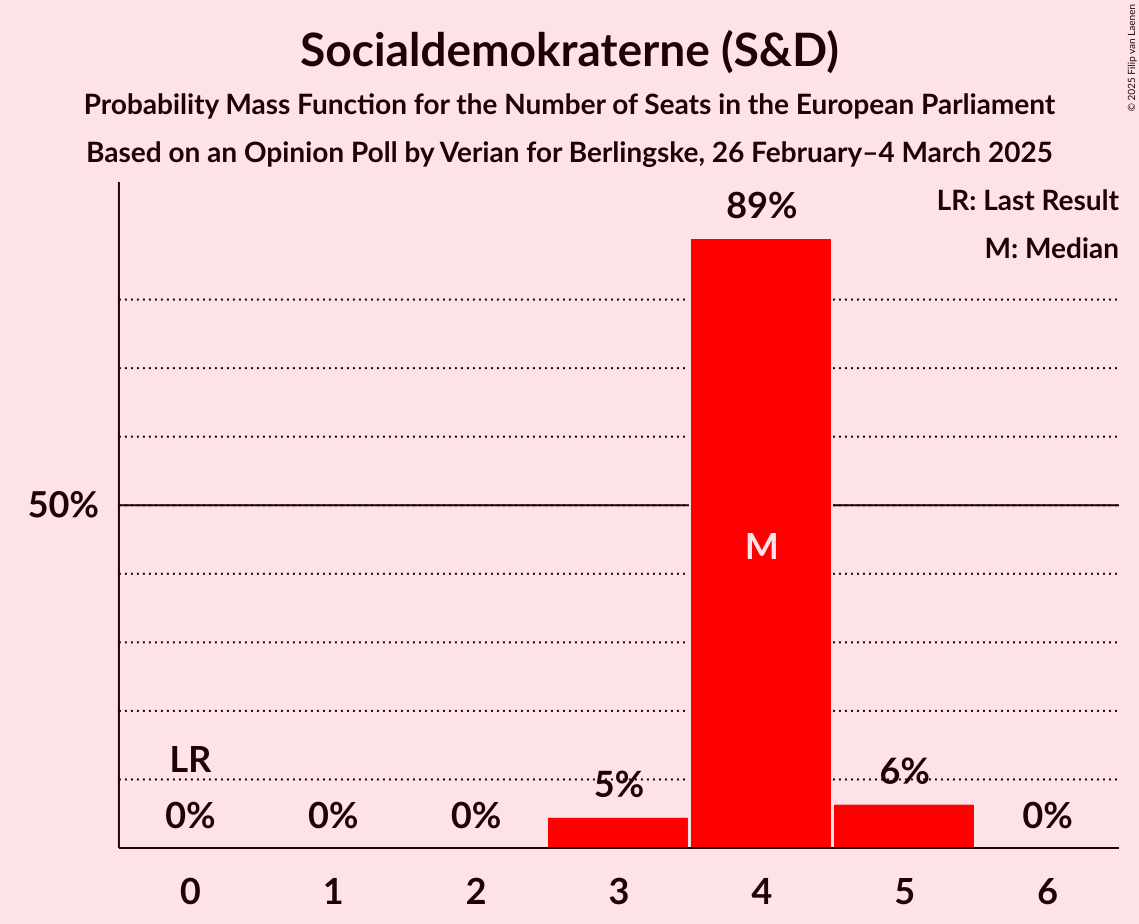 Socialdemokraterne (S&D)
Probability Mass Function for the Number of Seats in the European Parliament
Based on an Opinion Poll by Verian for Berlingske, 26 February–4 March 2025
© 2025 Filip van Laenen
LR: Last Result
M: Median
89%
50%
M
LR
0%
0%
0%
5%
6%
0%
0
1
2
3
4
5
6